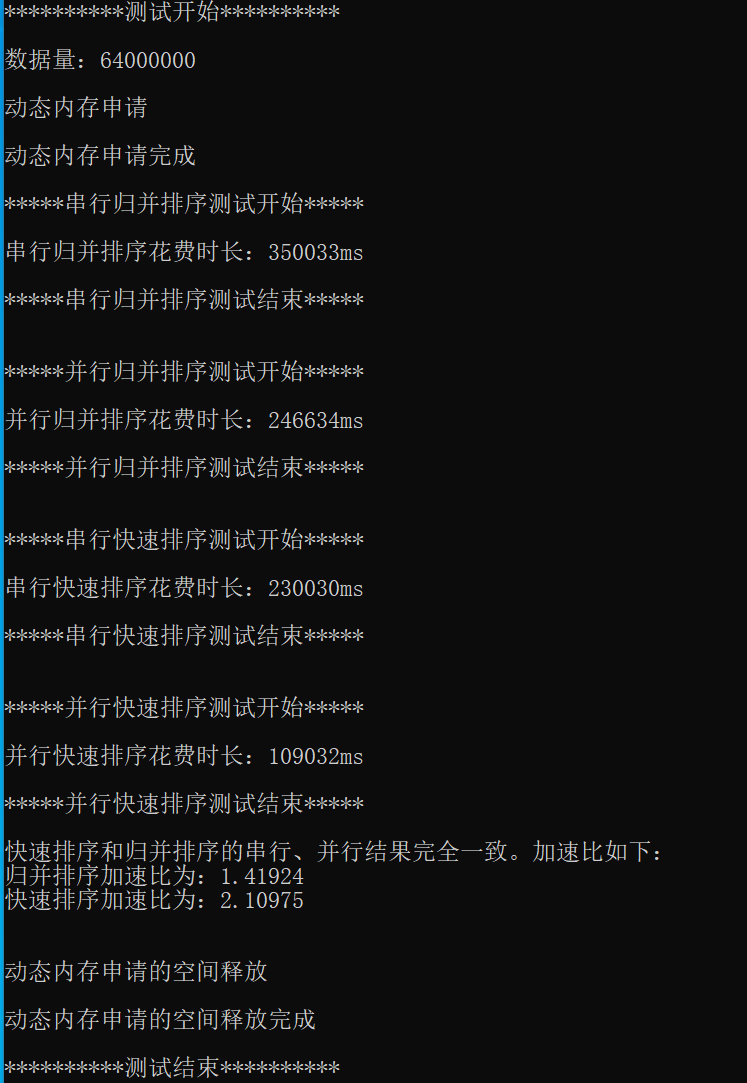 **********测试开始**********
数据量：64000000
动态内存申请
动态内存申请完成
*****串行归并排序测试开始*****
串行归并排序花费时长：350033ms
*****串行归并排序测试结束*****
*****并行归并排序测试开始*****
并行归并排序花费时长：246634ms
*****并行归并排序测试结束*****
*****串行快速排序测试开始*****
串行快速排序花费时长：230030ms
*****串行快速排序测试结束*****
*****并行快速排序测试开始*****
并行快速排序花费时长：109032ms
*****并行快速排序测试结束*****
快速排序和归并排序的串行、并行结果完全一致。加速比如下：
归并排序加速比为：1.41924
快速排序加速比为：2.10975
动态内存申请的空间释放
动态内存申请的空间释放完成
**********测试结束**********